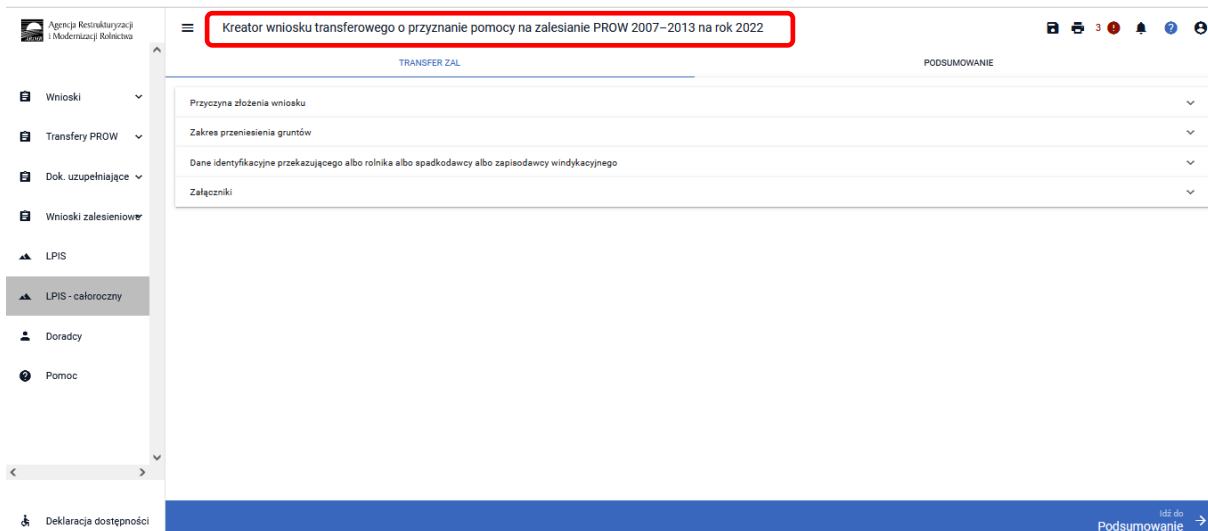 Agencja Restrukturyzacji
i Modernizacji Rolnictwa
Kreator wniosku transferowego o przyznanie pomocy na zalesianie PROW 2007–2013 na rok 2022
3
TRANSFER ZAL
PODSUMOWANIE
Wnioski
Transfery PROW
Dok. uzupełniające
Wnioski zalesieniowe
LPIS
LPIS - całoroczny
Doradcy
Pomoc
Deklaracja dostępności
Przyczyna złożenia wniosku
Zakres przeniesienia gruntów
Dane identyfikacyjne przekazującego albo rolnika albo spadkodawcy albo zapisodawcy windykacyjnego
Załączniki
Idź do
Podsumowanie